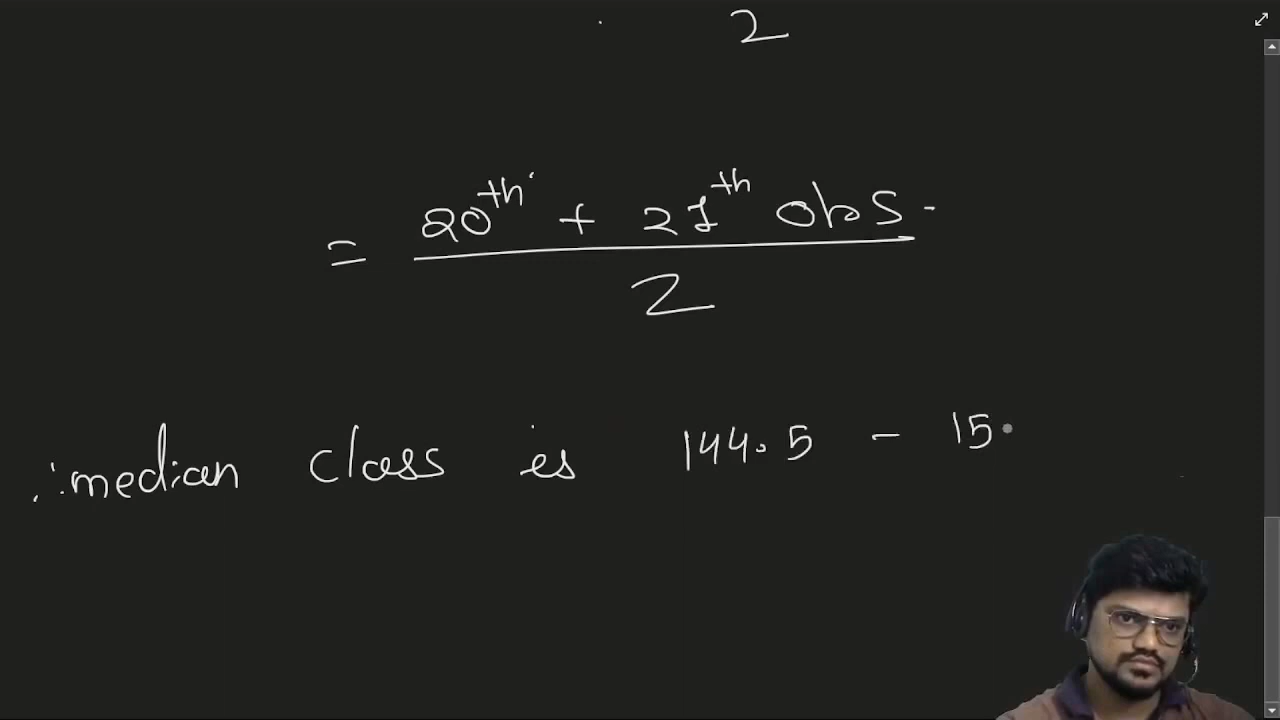 2
= 20th + 21th obs.
2
∴ median class is 144.5 - 15